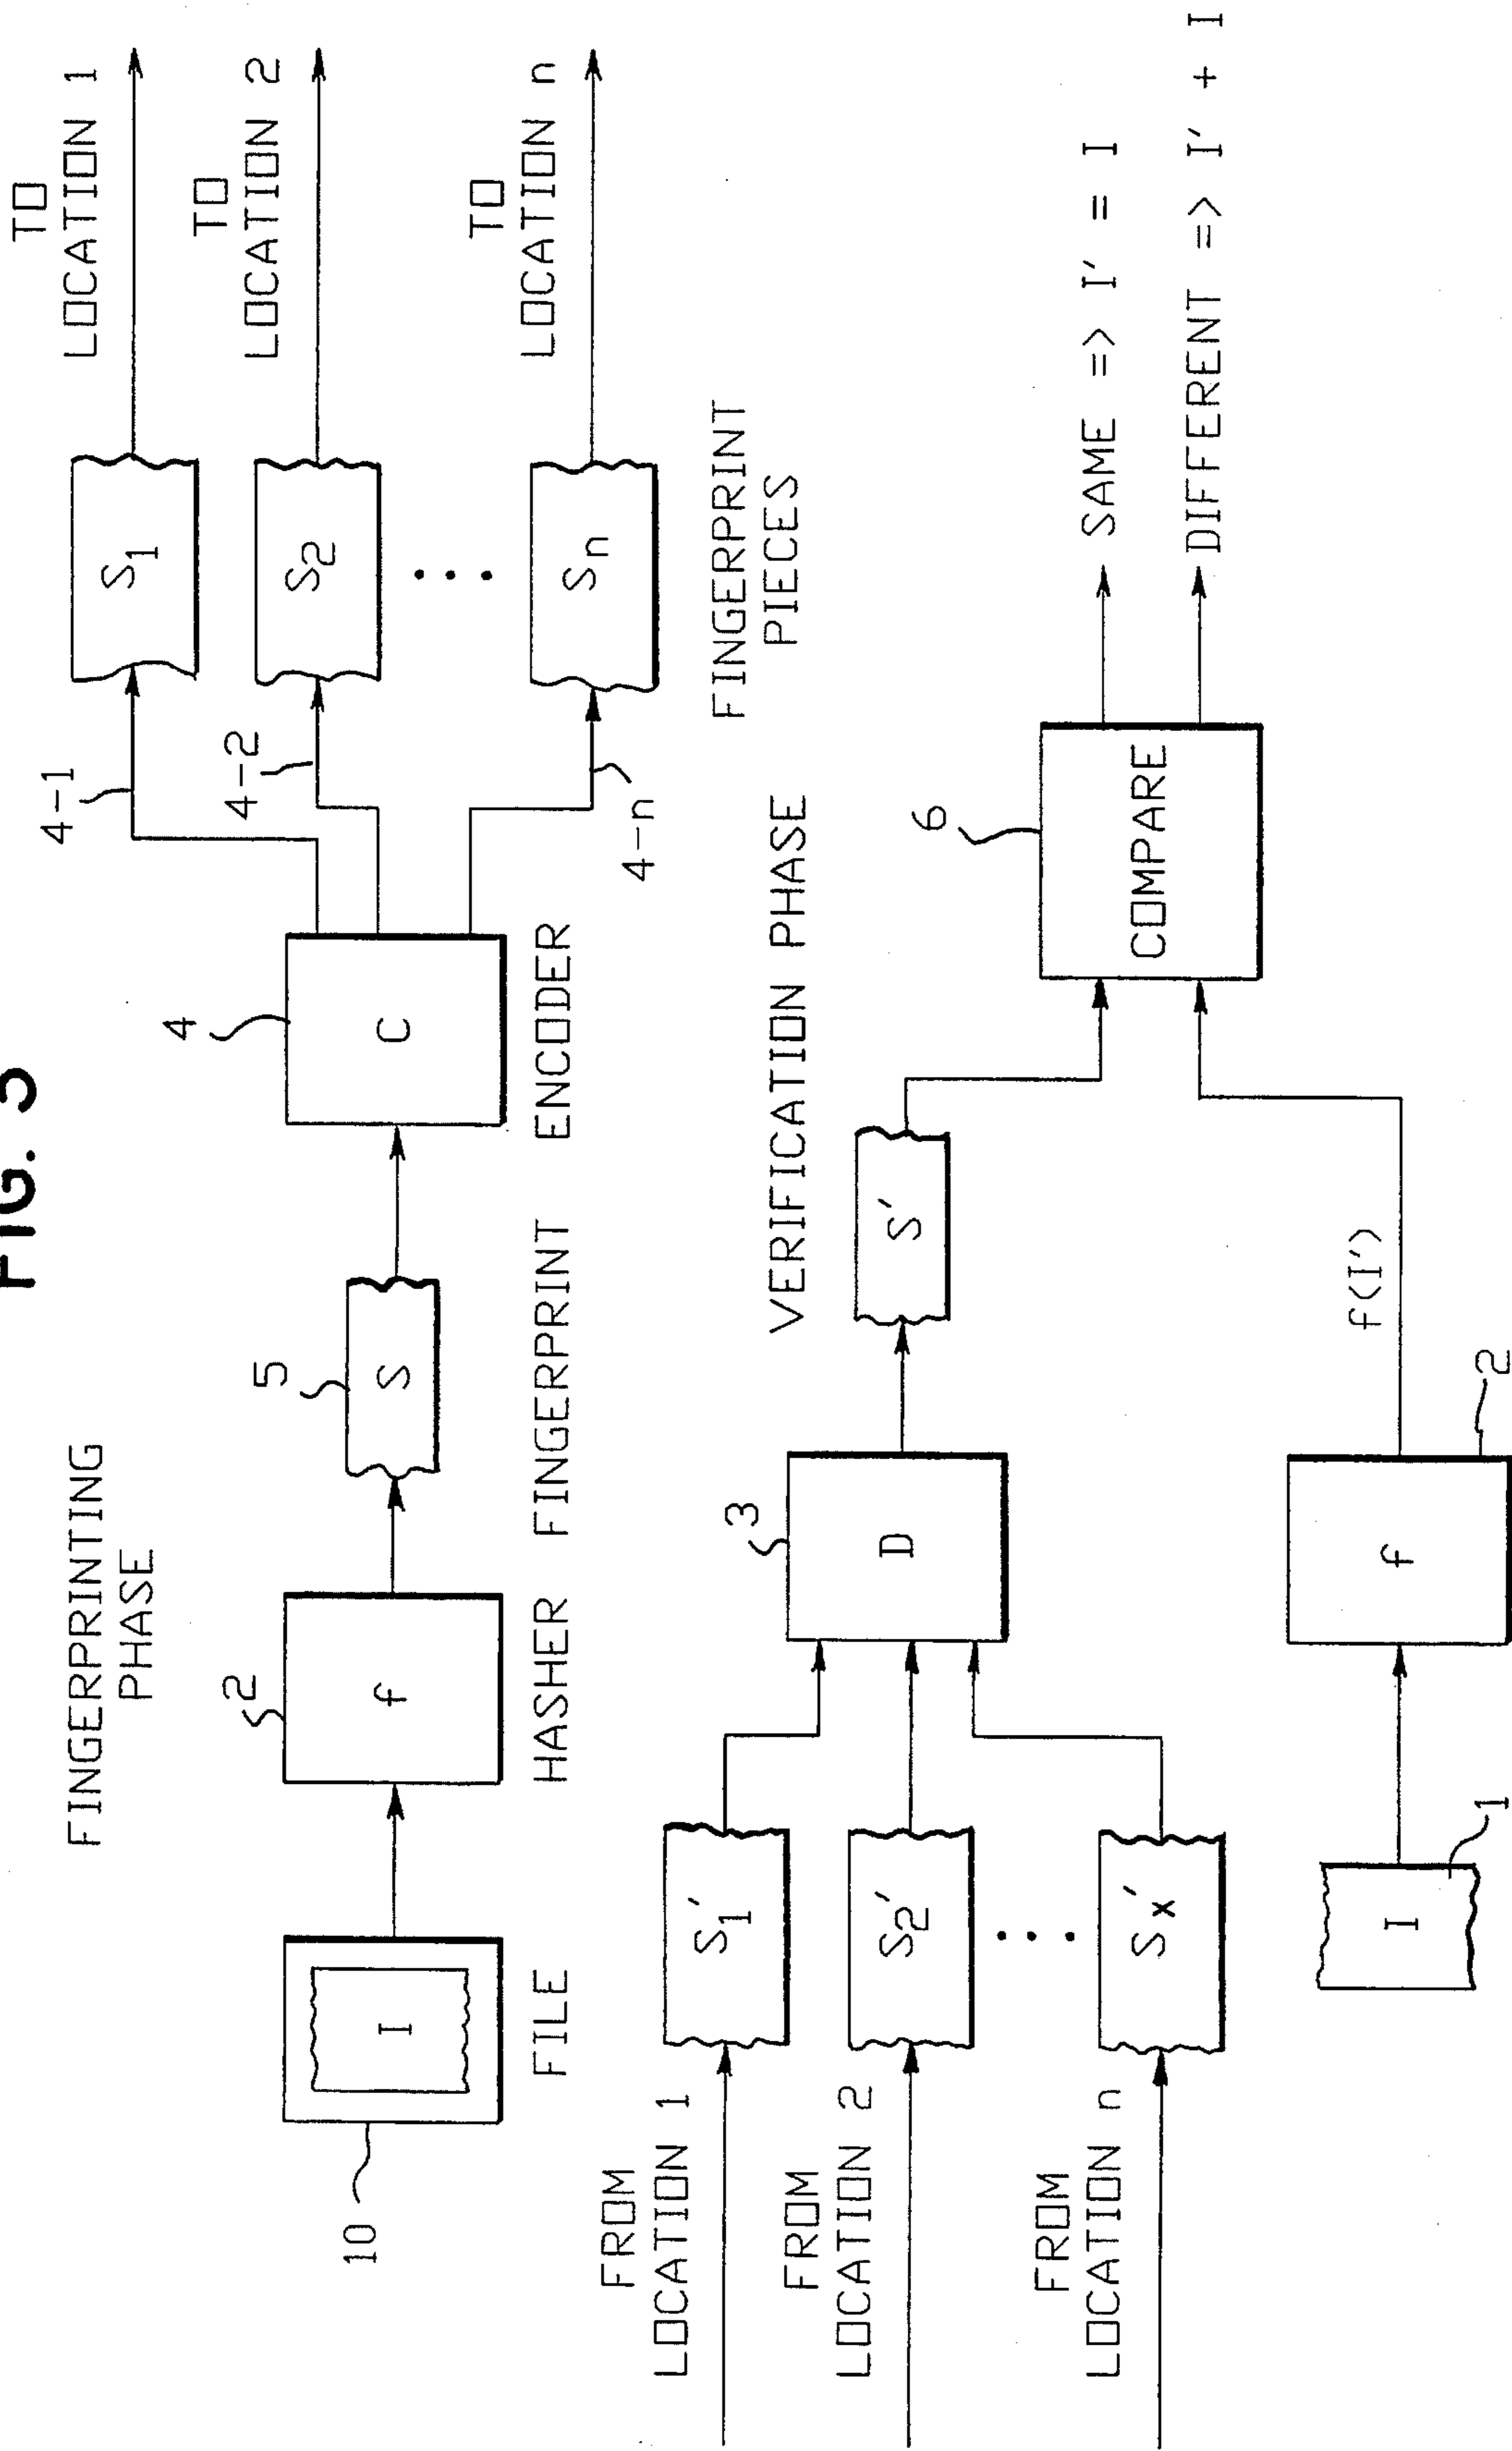 FIG.
FINGERPRINTING
PHASE
10
I
FILE
2
f
HASHER
5
S
FINGERPRINT
4
C
ENCODER
4-1
4-2
4-n
S1
S2
Sn
FINGERPRINT
PIECES
TO
LOCATION 1
TO
LOCATION 2
TO
LOCATION n
VERIFICATION PHASE
FROM
LOCATION 1
FROM
LOCATION 2
FROM
LOCATION n
S1'
S2'
Sx'
3
D
S'
1
I
2
f
f(I')
6
COMPARE
SAME => I' = I
DIFFERENT => I' + I